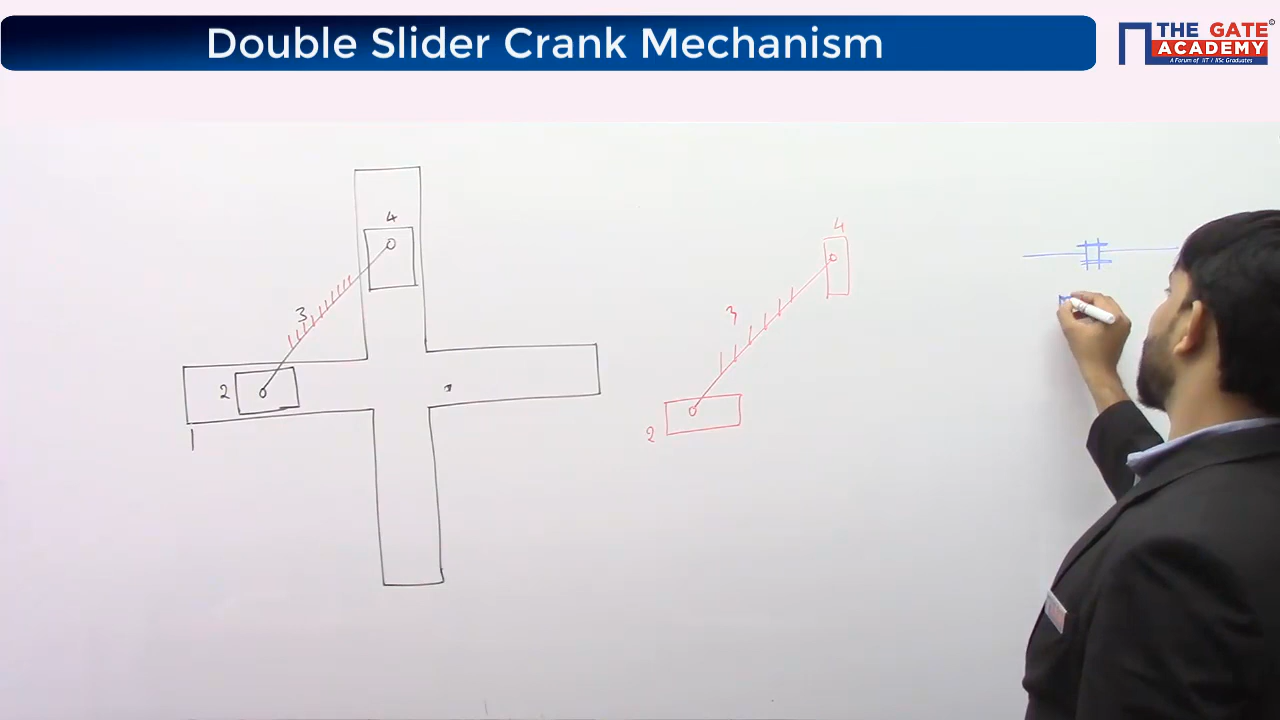 Double Slider Crank Mechanism
THE GATE
ACADEMY
A Forum of IIT / IISc Graduates
4
3
2
1
4
3
2